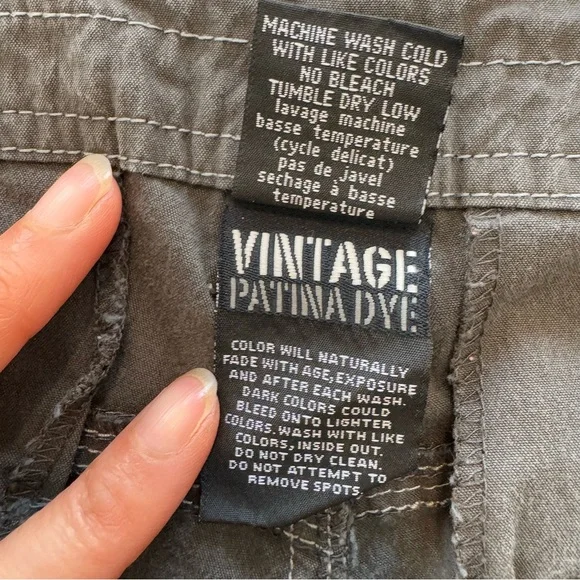 MACHINE WASH COLD
WITH LIKE COLORS
NO BLEACH
TUMBLE DRY LOW
lavage machine
basse temperature
(cycle delicat)
pas de javel
sechage à basse
temperature
VINTAGE
PATINA DYE
COLOR WILL NATURALLY
FADE WITH AGE, EXPOSURE
AND AFTER EACH WASH.
DARK COLORS COULD
BLEED ONTO LIGHTER
COLORS. WASH WITH LIKE
COLORS, INSIDE OUT.
DO NOT DRY CLEAN.
DO NOT ATTEMPT TO
REMOVE SPOTS